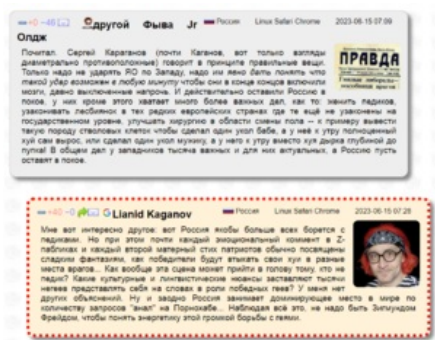 +0 −48 Другой Фыва Jr Россия Linux Safari Chrome 2023-06-15 07:09
Олдж
ПРАВДА
Почитал. Сергей Караганов (почти Каганов, вот только взгляды
диаметрально противоположные) говорит в принципе правильные вещи.
Только надо не ударять ЯО по Западу, надо им явно дать понять что
такой удар возможен в любую минуту чтобы они в конце концов включили
мозги, давно выключенные напрочь. И действительно оставили Россию в
покое, у них кроме этого хватает много более важных дел, как то: женить педиков,
узаконивать лесбиянок в тех редких европейских странах где те ещё не узаконены на
государственном уровне, улучшать хирургию в области смены пола — к примеру вывести
такую породу стволовых клеток чтобы сделал один укол бабе, а у неё к утру полноценный
хуй сам вырос, или сделал один укол мужику, а у него к утру вместо хуя дырка глубиной до
пупка! В общем дел у западников тысяча важных и для них актуальных, а Россию пусть
оставят в покое.
+40 −0 Lianid Kaganov Россия Linux Safari Chrome 2023-06-15 07:28
Мне вот интересно другое: вот Россия якобы больше всех борется с
педиками. Но при этом почти каждый эмоциональный коммент в Z-
пабликах и каждый второй матерный стих патриотов обычно посвящены
сладким фантазиям, как победители будут втыкать свои хуи в разные
места врагов... Как вообще эта сцена может прийти в голову тому, кто не
педик? Какие культурные и лингвистические нюансы заставляют тысячи
негеев представлять себя на словах в роли победных геев? У меня нет
других объяснений. Ну и заодно Россия занимает доминирующее место в мире по
количеству запросов "анал" на Порнохабе... Наблюдая всё это, не надо быть Зигмундом
Фрейдом, чтобы понять энергетику этой громкой борьбы с геями.